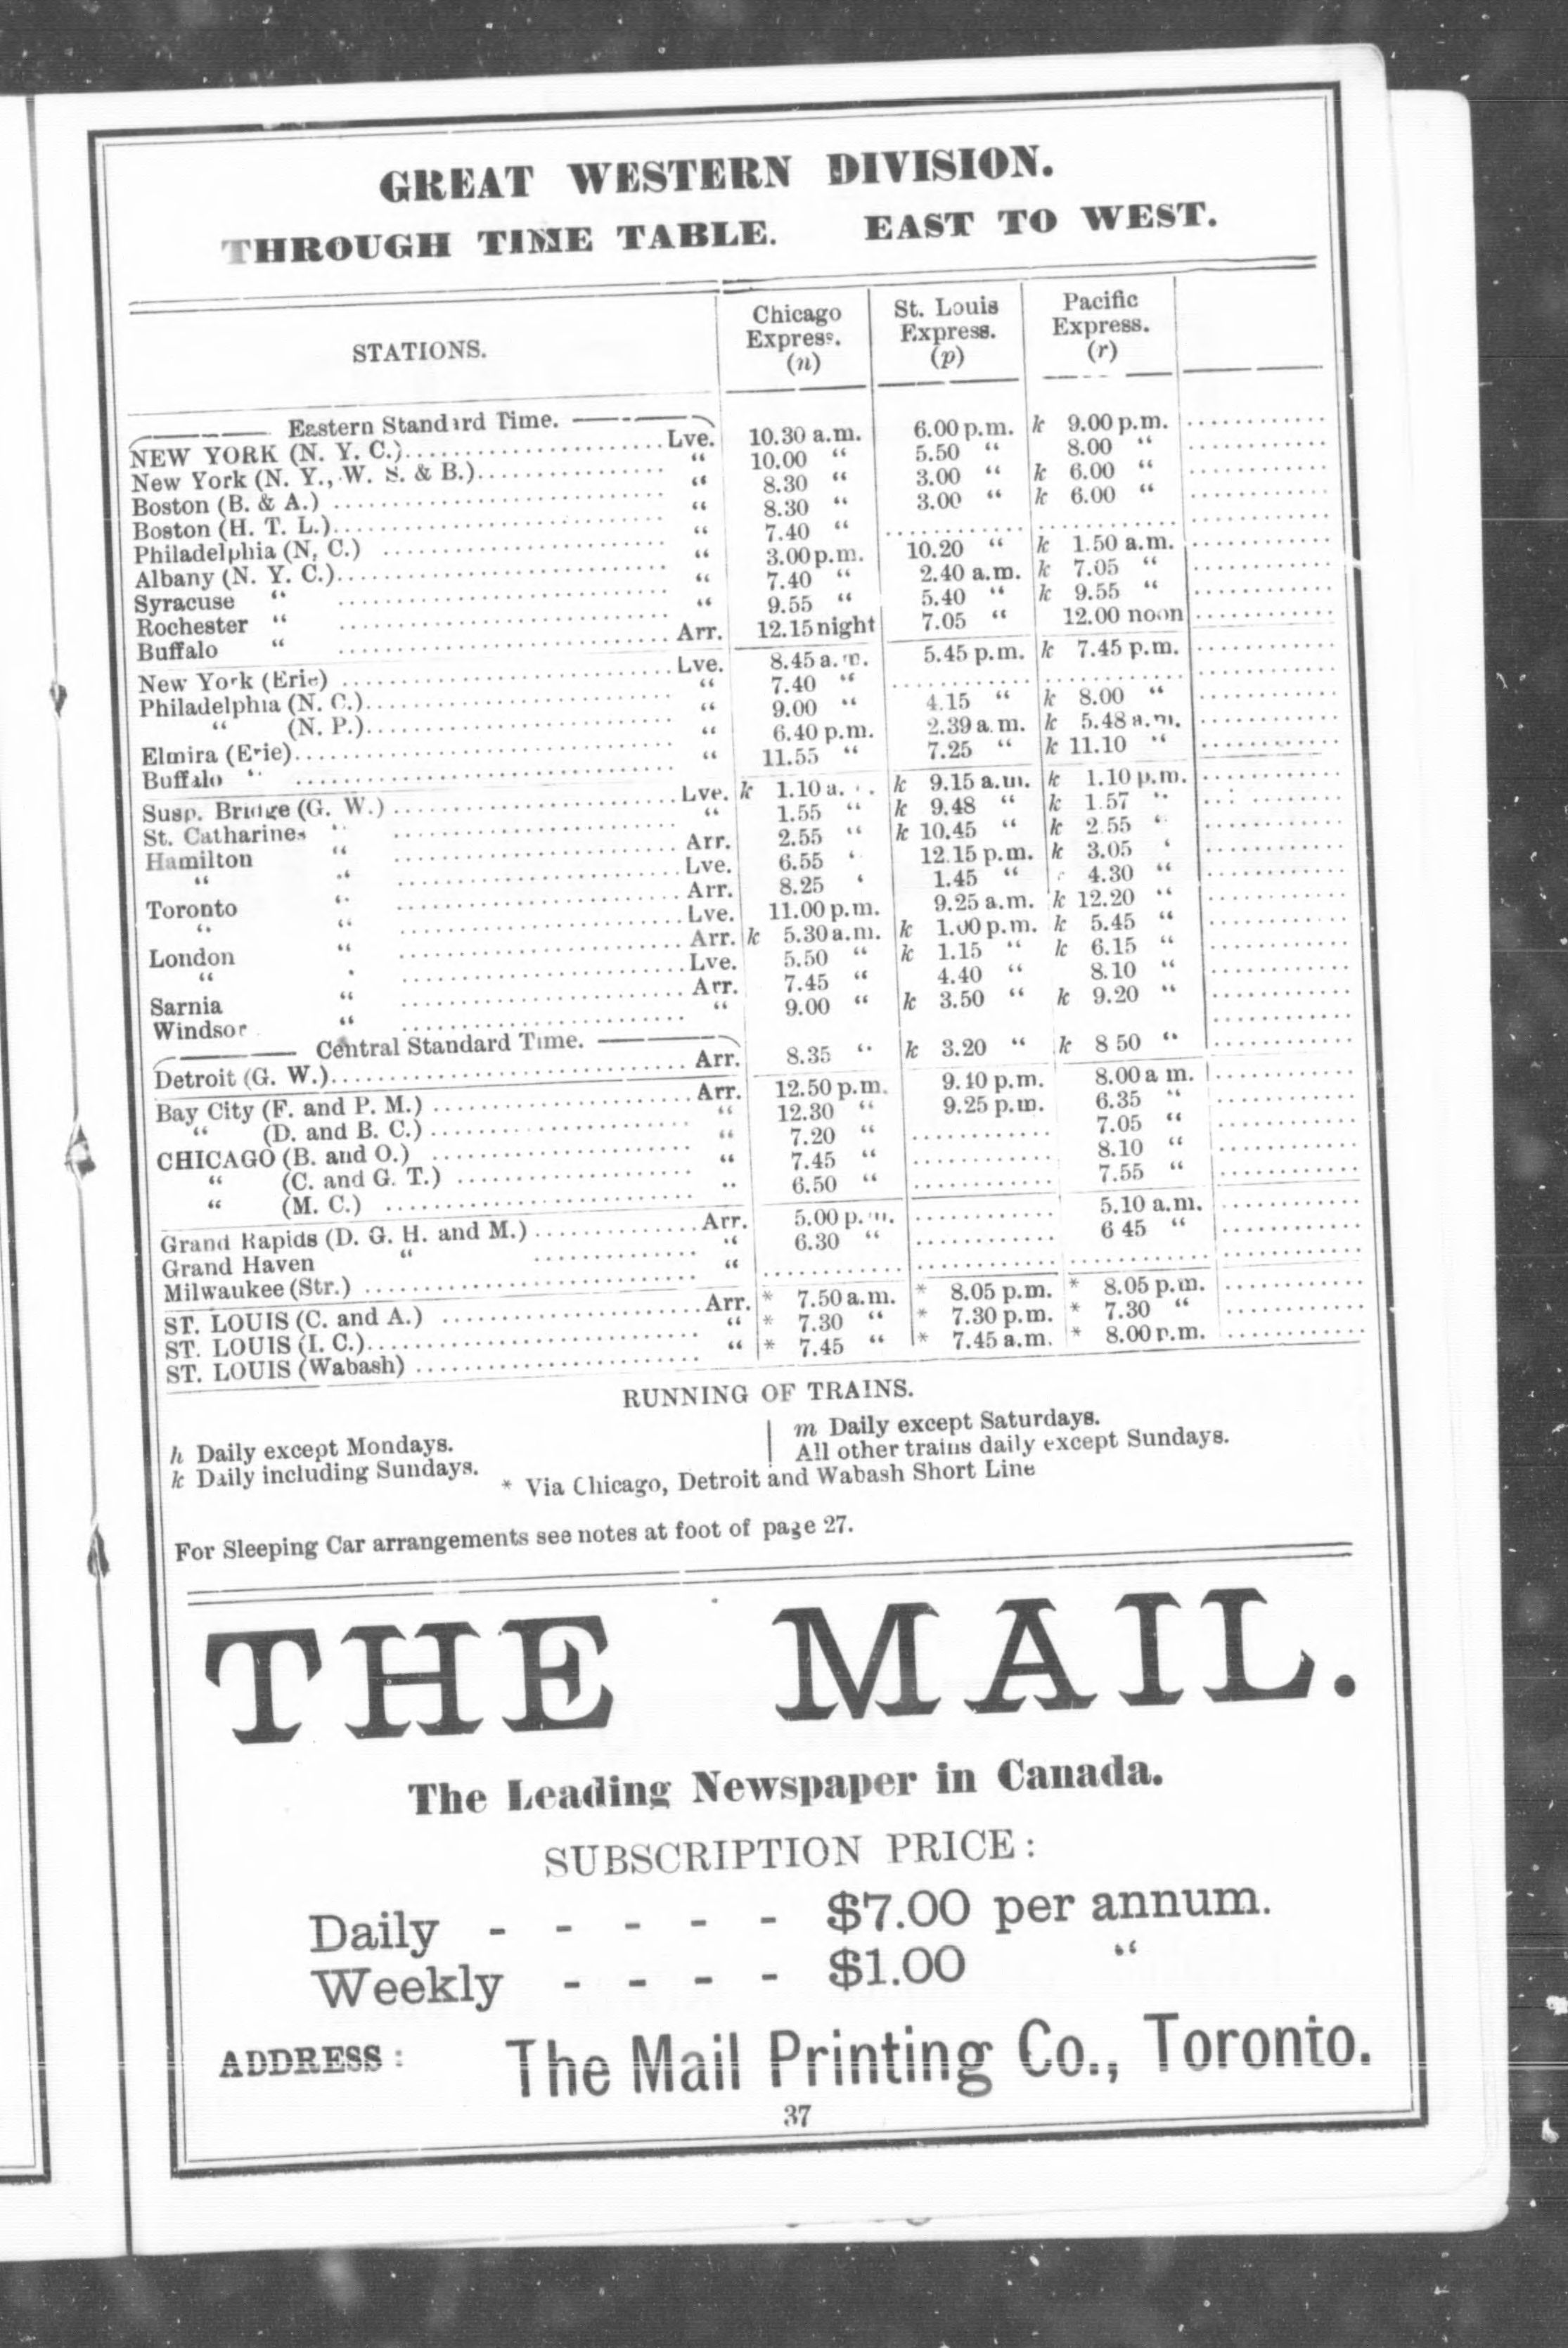 GREAT WESTERN DIVISION.
THROUGH TIME TABLE. EAST TO WEST.
STATIONS. Chicago Express. (n) St. Louis Express. (p) Pacific Express. (r)
Eastern Standard Time.
NEW YORK (N. Y. C.) Lve. 10.30 a.m. 6.00 p.m. k 9.00 p.m.
New York (N. Y., W. S. & B.) “ 10.00 “ 5.50 “ 8.00 “
Boston (B. & A.) “ 8.30 “ 3.00 “ k 6.00 “
Boston (H. T. L.) “ 8.30 “ 3.00 “ k 6.00 “
Philadelphia (N. C.) “ 7.40 “
Albany (N. Y. C.) “ 3.00 p.m. 10.20 “ k 1.50 a.m.
Syracuse “ “ 7.40 “ 2.40 a.m. k 7.05 “
Rochester “ “ 9.55 “ 5.40 “ k 9.55 “
Buffalo “ Arr. 12.15 night 7.05 “ 12.00 noon
New York (Erie) Lve. 8.45 a.m. 5.45 p.m. k 7.45 p.m.
Philadelphia (N. C.) “ 7.40 “
“ (N. P.) “ 9.00 “ 4.15 “ k 8.00 “
Elmira (Erie) “ 6.40 p.m. 2.39 a.m. k 5.48 a.m.
Buffalo “ “ 11.55 “ 7.25 “ k 11.10 “
Susp. Bridge (G. W.) Lve. k 1.10 a. k 9.15 a.m. k 1.10 p.m.
St. Catharines “ “ 1.55 “ k 9.48 “ k 1.57 “
Hamilton “ Arr. 2.55 “ k 10.45 “ k 2.55 “
“ “ Lve. 6.55 “ 12.15 p.m. k 3.05 “
Toronto “ Arr. 8.25 “ 1.45 “ 4.30 “
“ “ Lve. 11.00 p.m. 9.25 a.m. k 12.20 “
London “ Arr. k 5.30 a.m. k 1.00 p.m. k 5.45 “
“ “ Lve. 5.50 “ k 1.15 “ k 6.15 “
Sarnia “ Arr. 7.45 “ 4.40 “ 8.10 “
Windsor “ “ 9.00 “ k 3.50 “ k 9.20 “
Central Standard Time.
Detroit (G. W.) Arr. 8.35 “ k 3.20 “ k 8 50 “
Bay City (F. and P. M.) Arr. 12.50 p.m. 9.10 p.m. 8.00 a m.
“ (D. and B. C.) “ 12.30 “ 9.25 p.m. 6.35 “
CHICAGO (B. and O.) “ 7.20 “ 7.05 “
“ (C. and G. T.) “ 7.45 “ 8.10 “
“ (M. C.) “ 6.50 “ 7.55 “
Grand Rapids (D. G. H. and M.) Arr. 5.00 p.m. 5.10 a.m.
Grand Haven “ “ 6.30 “ 6 45 “
Milwaukee (Str.) “
ST. LOUIS (C. and A.) Arr. * 7.50 a.m. * 8.05 p.m. * 8.05 p.m.
ST. LOUIS (I. C.) “ * 7.30 “ * 7.30 p.m. * 7.30 “
ST. LOUIS (Wabash) “ * 7.45 “ * 7.45 a.m. * 8.00 p.m.
RUNNING OF TRAINS.
h Daily except Mondays. m Daily except Saturdays.
k Daily including Sundays. All other trains daily except Sundays.
* Via Chicago, Detroit and Wabash Short Line
For Sleeping Car arrangements see notes at foot of page 27.
THE MAIL.
The Leading Newspaper in Canada.
SUBSCRIPTION PRICE:
Daily - - - - - $7.00 per annum.
Weekly - - - - $1.00 “
ADDRESS: The Mail Printing Co., Toronto.
37